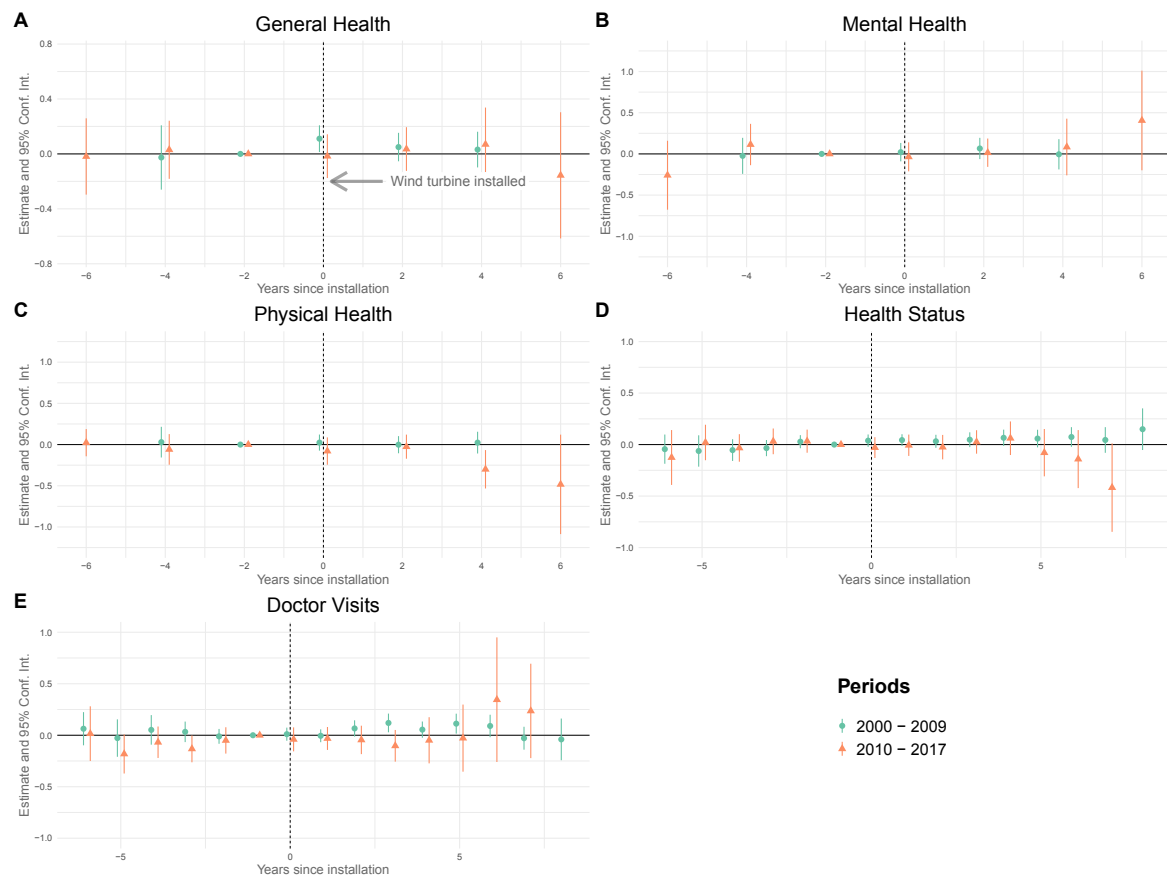 A
General Health
Estimate and 95% Conf. Int.
0.8
0.4
0.0
−0.4
−0.8
Wind turbine installed
−6
−4
−2
0
2
4
6
Years since installation
B
Mental Health
Estimate and 95% Conf. Int.
1.0
0.5
0.0
−0.5
−1.0
−6
−4
−2
0
2
4
6
Years since installation
C
Physical Health
Estimate and 95% Conf. Int.
1.0
0.5
0.0
−0.5
−1.0
−6
−4
−2
0
2
4
6
Years since installation
D
Health Status
Estimate and 95% Conf. Int.
1.0
0.5
0.0
−0.5
−1.0
−5
0
5
Years since installation
E
Doctor Visits
Estimate and 95% Conf. Int.
1.0
0.5
0.0
−0.5
−1.0
−5
0
5
Years since installation
Periods
2000 − 2009
2010 − 2017